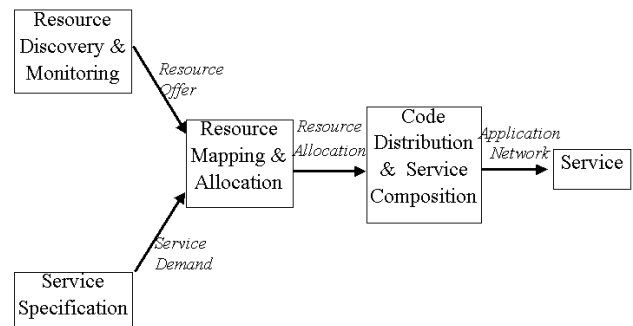 Resource
Discovery &
Monitoring
Resource
Offer
Resource
Mapping &
Allocation
Resource
Allocation
Code
Distribution
& Service
Composition
Application
Network
Service
Service
Demand
Service
Specification